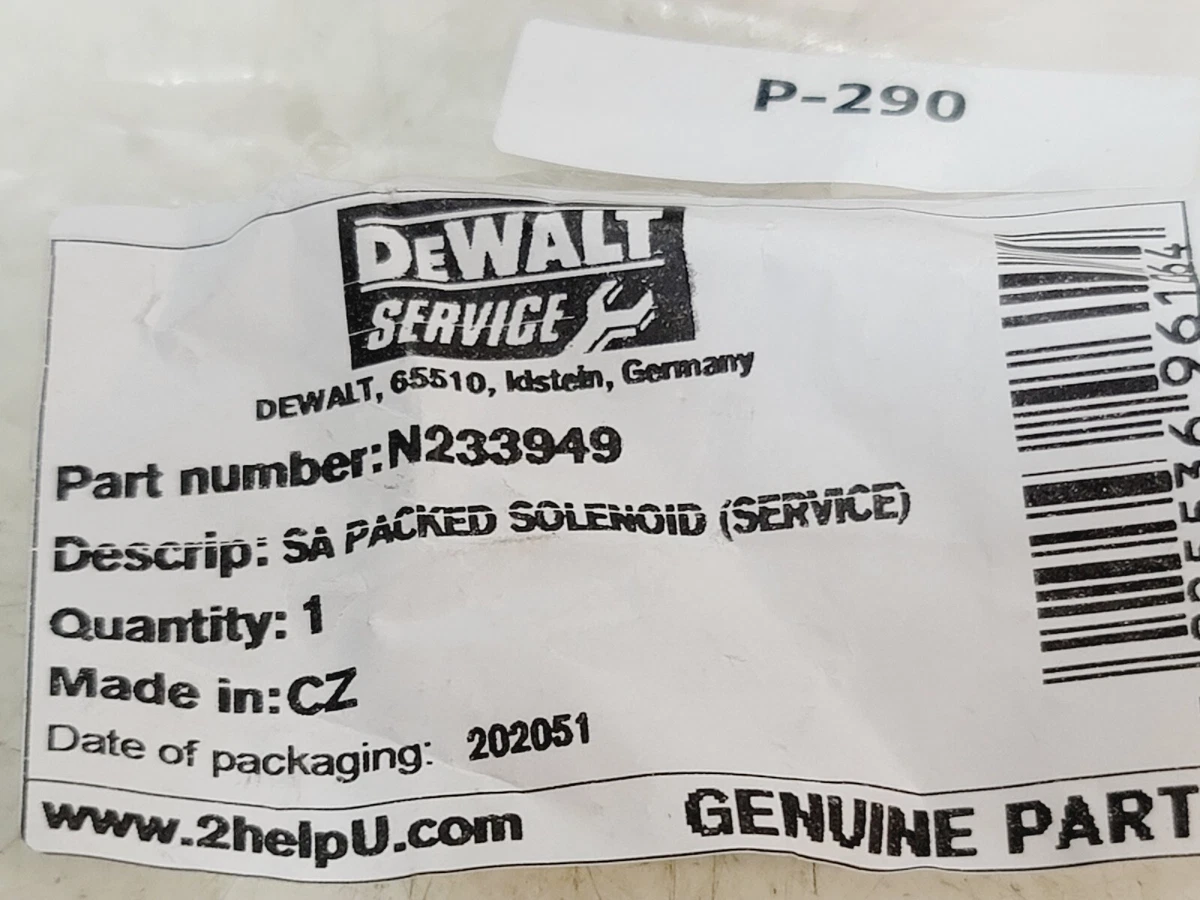 P-290
DEWALT
SERVICE
DEWALT, 65510, Idstein, Germany
Part number:N233949
Descrip: SA PACKED SOLENOID (SERVICE)
Quantity: 1
Made in:CZ
Date of packaging: 202051
www.2helpU.com
GENUINE PART